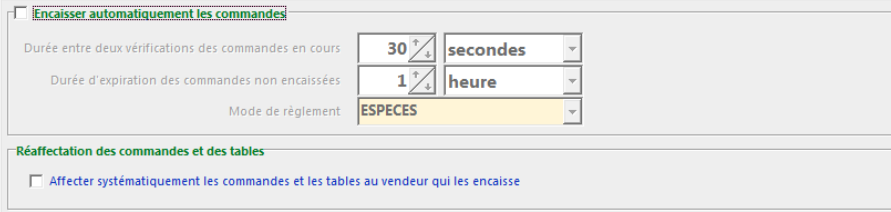 Encaisser automatiquement les commandes
Durée entre deux vérifications des commandes en cours 30 secondes
Durée d'expiration des commandes non encaissées 1 heure
Mode de règlement ESPECES
Réaffectation des commandes et des tables
Affecter systématiquement les commandes et les tables au vendeur qui les encaisse